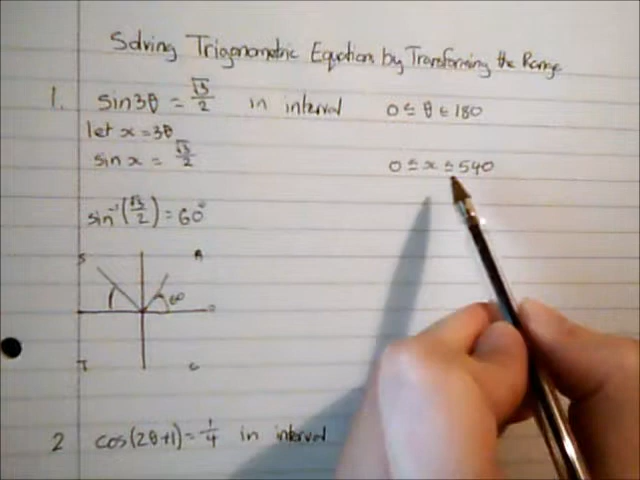 Solving Trigonometric Equations by Transforming the Range
1. sin3θ = √3/2 in interval 0 ≤ θ ≤ 180
let x = 3θ
sin x = √3/2 0 ≤ x ≤ 540
sin⁻¹(√3/2) = 60°
S A
60
T C
2 cos(2θ+1) = 1/4 in interval